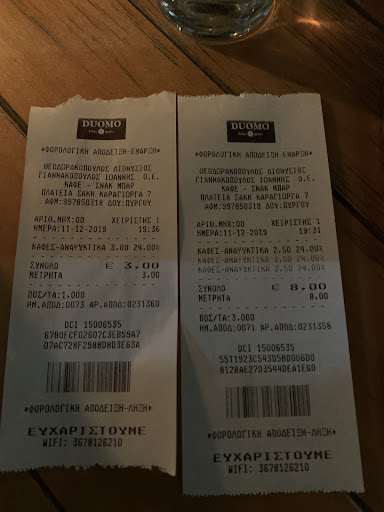 DUOMO
*ΦΟΡΟΛΟΓΙΚΗ ΑΠΟΔΕΙΞΗ-ΕΝΑΡΞΗ*
ΘΕΟΔΩΡΑΚΟΠΟΥΛΟΣ ΔΙΟΝΥΣΙΟΣ
ΓΙΑΝΝΑΚΟΠΟΥΛΟΣ ΙΩΑΝΝΗΣ Ο.Ε.
ΚΑΦΕ - ΣΝΑΚ ΜΠΑΡ
ΠΛΑΤΕΙΑ ΣΑΚΗ ΚΑΡΑΓΙΩΡΓΑ 7
ΑΦΜ:997850318 ΔΟΥ:ΠΥΡΓΟΥ
ΑΡΙΘ.ΜΗΧ:00 ΧΕΙΡΙΣΤΗΣ 1
ΗΜΕΡΑ:11-12-2019 19:36
ΚΑΦΕΣ-ΑΝΑΨΥΚΤΙΚΑ 3.00 24.00%
ΣΥΝΟΛΟ € 3,00
ΜΕΤΡΗΤΑ 3.00
ΠΟΣ/ΤΑ:1.000
ΗΜ.ΑΠΟΔ:0073 ΑΡ.ΑΠΟΔ:0231360
DCI 15006535
67B0FCF02607C3EB59A7
07AC728F2588D8D3E63A
*ΦΟΡΟΛΟΓΙΚΗ ΑΠΟΔΕΙΞΗ-ΛΗΞΗ*
ΕΥΧΑΡΙΣΤΟΥΜΕ
WIFI: 3678126210
DUOMO
*ΦΟΡΟΛΟΓΙΚΗ ΑΠΟΔΕΙΞΗ-ΕΝΑΡΞΗ*
ΘΕΟΔΩΡΑΚΟΠΟΥΛΟΣ ΔΙΟΝΥΣΙΟΣ
ΓΙΑΝΝΑΚΟΠΟΥΛΟΣ ΙΩΑΝΝΗΣ Ο.Ε.
ΚΑΦΕ - ΣΝΑΚ ΜΠΑΡ
ΠΛΑΤΕΙΑ ΣΑΚΗ ΚΑΡΑΓΙΩΡΓΑ 7
ΑΦΜ:997850318 ΔΟΥ:ΠΥΡΓΟΥ
ΑΡΙΘ.ΜΗΧ:00 ΧΕΙΡΙΣΤΗΣ 1
ΗΜΕΡΑ:11-12-2019 19:31
ΚΑΦΕΣ-ΑΝΑΨΥΚΤΙΚΑ 2.50 24.00%
ΚΑΦΕΣ-ΑΝΑΨΥΚΤΙΚΑ 24.00%
ΚΑΦΕΣ-ΑΝΑΨΥΚΤΙΚΑ 2.50 24.00%
ΣΥΝΟΛΟ € 8,00
ΜΕΤΡΗΤΑ 8.00
ΠΟΣ/ΤΑ:3.000
ΗΜ.ΑΠΟΔ:0071 ΑΡ.ΑΠΟΔ:0231358
DCI 15006535
5511923C543D5B0D06D0
812BAE27D3544DEA1E6D
*ΦΟΡΟΛΟΓΙΚΗ ΑΠΟΔΕΙΞΗ-ΛΗΞΗ*
ΕΥΧΑΡΙΣΤΟΥΜΕ
WIFI: 3678126210